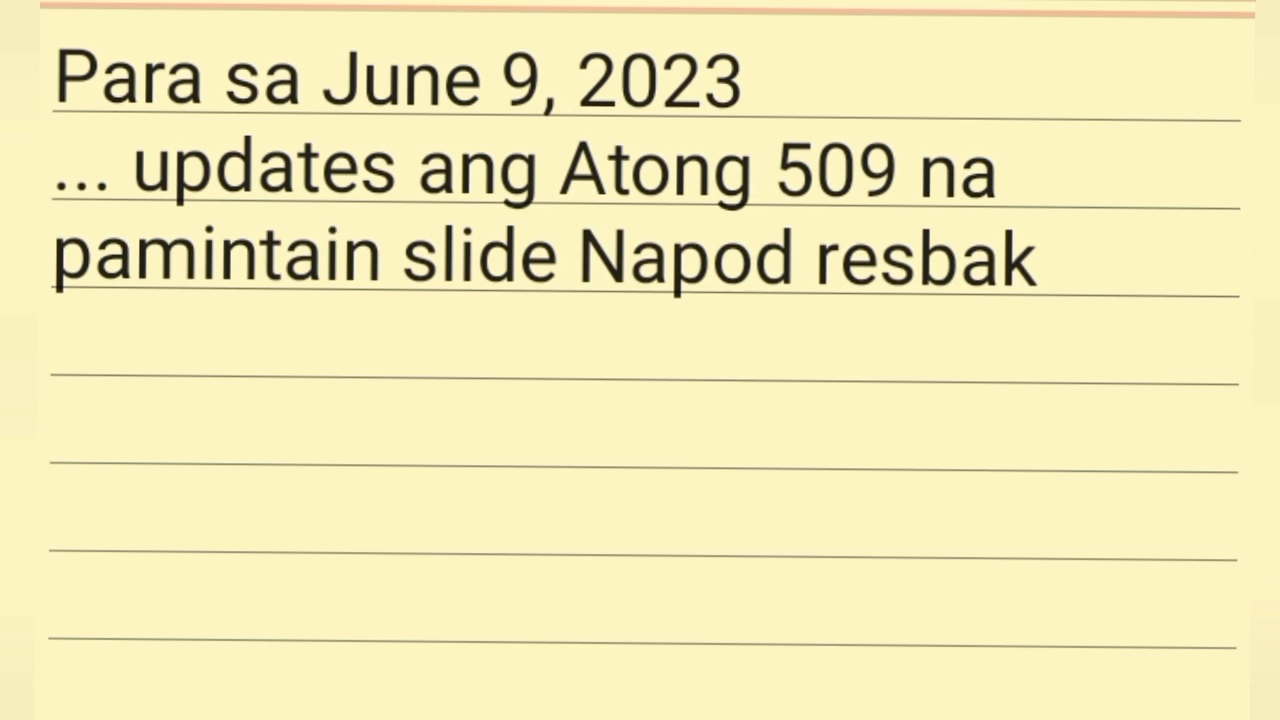 Para sa June 9, 2023
... updates ang Atong 509 na
pamintain slide Napod resbak